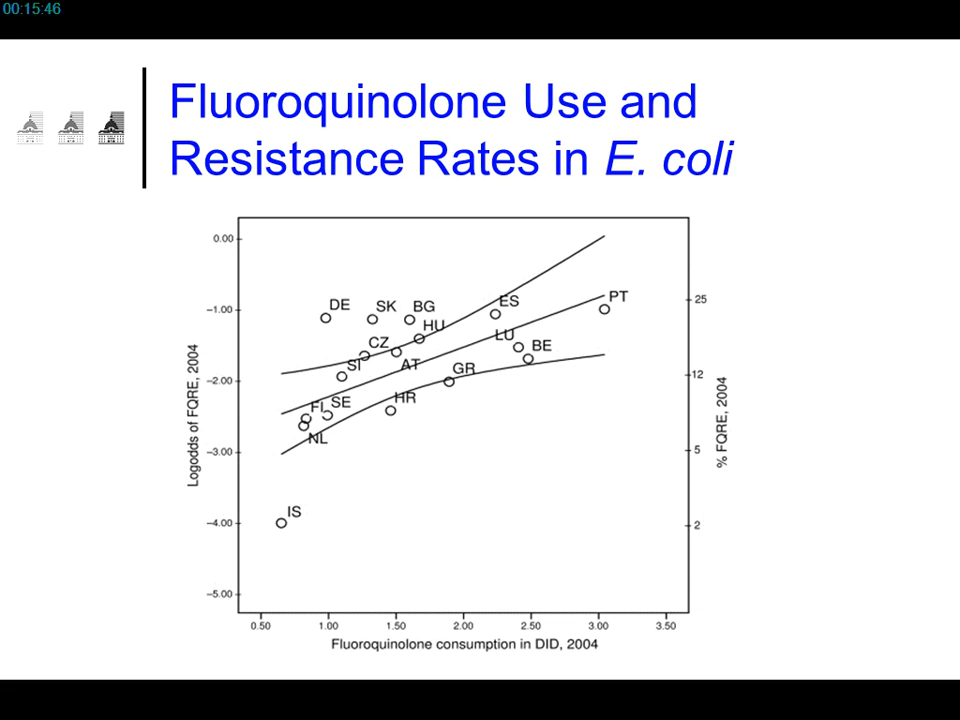 00:15:46
Fluoroquinolone Use and
Resistance Rates in E. coli
0.00
−1.00
−2.00
−3.00
−4.00
−5.00
Logodds of FQRE, 2004
DE
SK
BG
HU
ES
PT
CZ
LU
BE
SI
AT
GR
FI
SE
HR
NL
IS
25
12
5
2
% FQRE, 2004
0.50 1.00 1.50 2.00 2.50 3.00 3.50
Fluoroquinolone consumption in DID, 2004